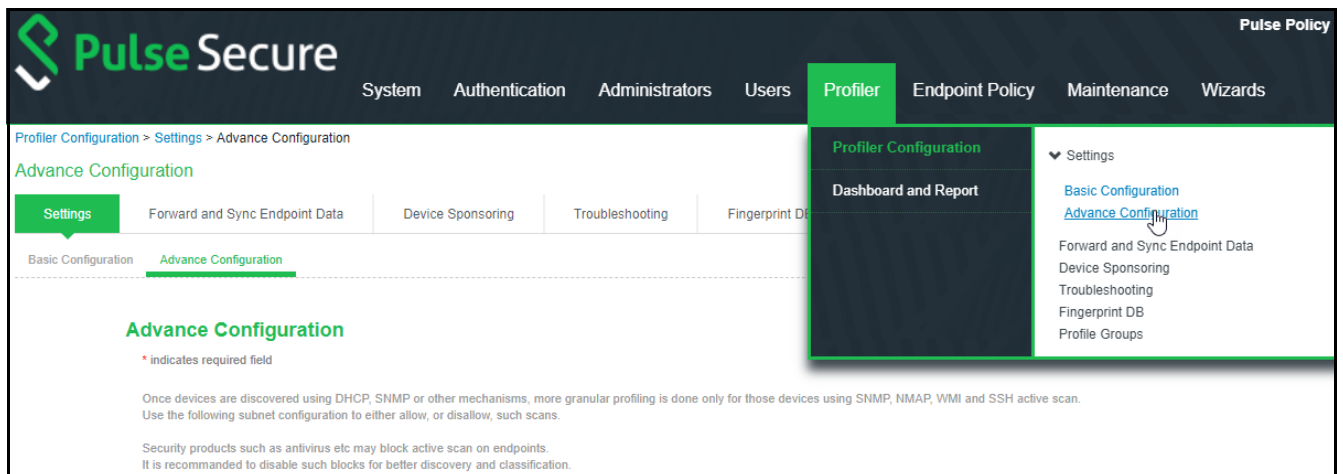 Pulse Secure
Pulse Policy
System Authentication Administrators Users Profiler Endpoint Policy Maintenance Wizards
Profiler Configuration > Settings > Advance Configuration
Advance Configuration
Settings Forward and Sync Endpoint Data Device Sponsoring Troubleshooting Fingerprint DB
Basic Configuration Advance Configuration
Profiler Configuration
Dashboard and Report
Settings
Basic Configuration
Advance Configuration
Forward and Sync Endpoint Data
Device Sponsoring
Troubleshooting
Fingerprint DB
Profile Groups
Advance Configuration
* indicates required field
Once devices are discovered using DHCP, SNMP or other mechanisms, more granular profiling is done only for those devices using SNMP, NMAP, WMI and SSH active scan.
Use the following subnet configuration to either allow, or disallow, such scans.
Security products such as antivirus etc may block active scan on endpoints.
It is recommanded to disable such blocks for better discovery and classification.